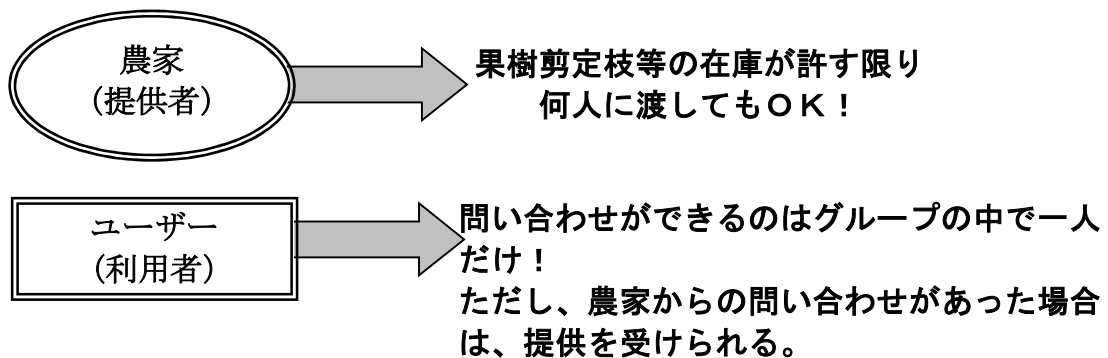 農家
(提供者)
果樹剪定枝等の在庫が許す限り
何人に渡してもＯＫ！
ユーザー
(利用者)
問い合わせができるのはグループの中で一人
だけ！
ただし、農家からの問い合わせがあった場合
は、提供を受けられる。